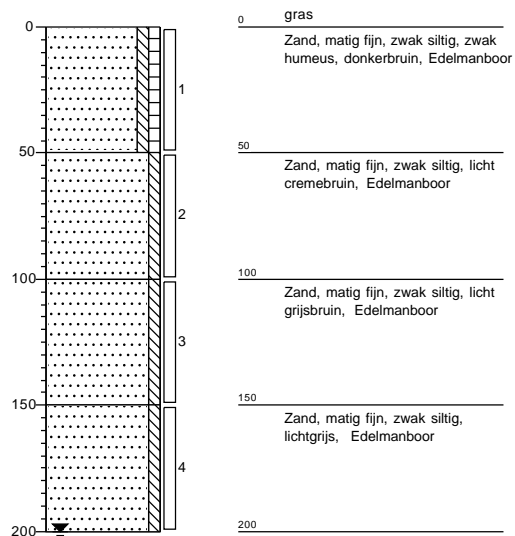 0
50
100
150
200
1
2
3
4
0
gras
Zand, matig fijn, zwak siltig, zwak
humeus, donkerbruin, Edelmanboor
50
Zand, matig fijn, zwak siltig, licht
cremebruin, Edelmanboor
100
Zand, matig fijn, zwak siltig, licht
grijsbruin, Edelmanboor
150
Zand, matig fijn, zwak siltig,
lichtgrijs, Edelmanboor
200